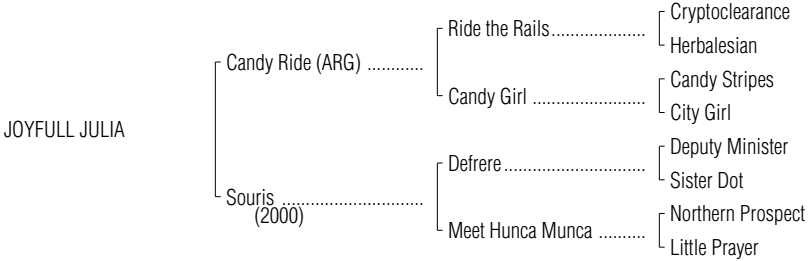 Cryptoclearance
Ride the Rails....................
Herbalesian
Candy Ride (ARG) ............
Candy Stripes
Candy Girl ........................
City Girl
JOYFULL JULIA
Deputy Minister
Defrere..............................
Sister Dot
Souris ..............................
(2000)
Northern Prospect
Meet Hunca Munca ..........
Little Prayer